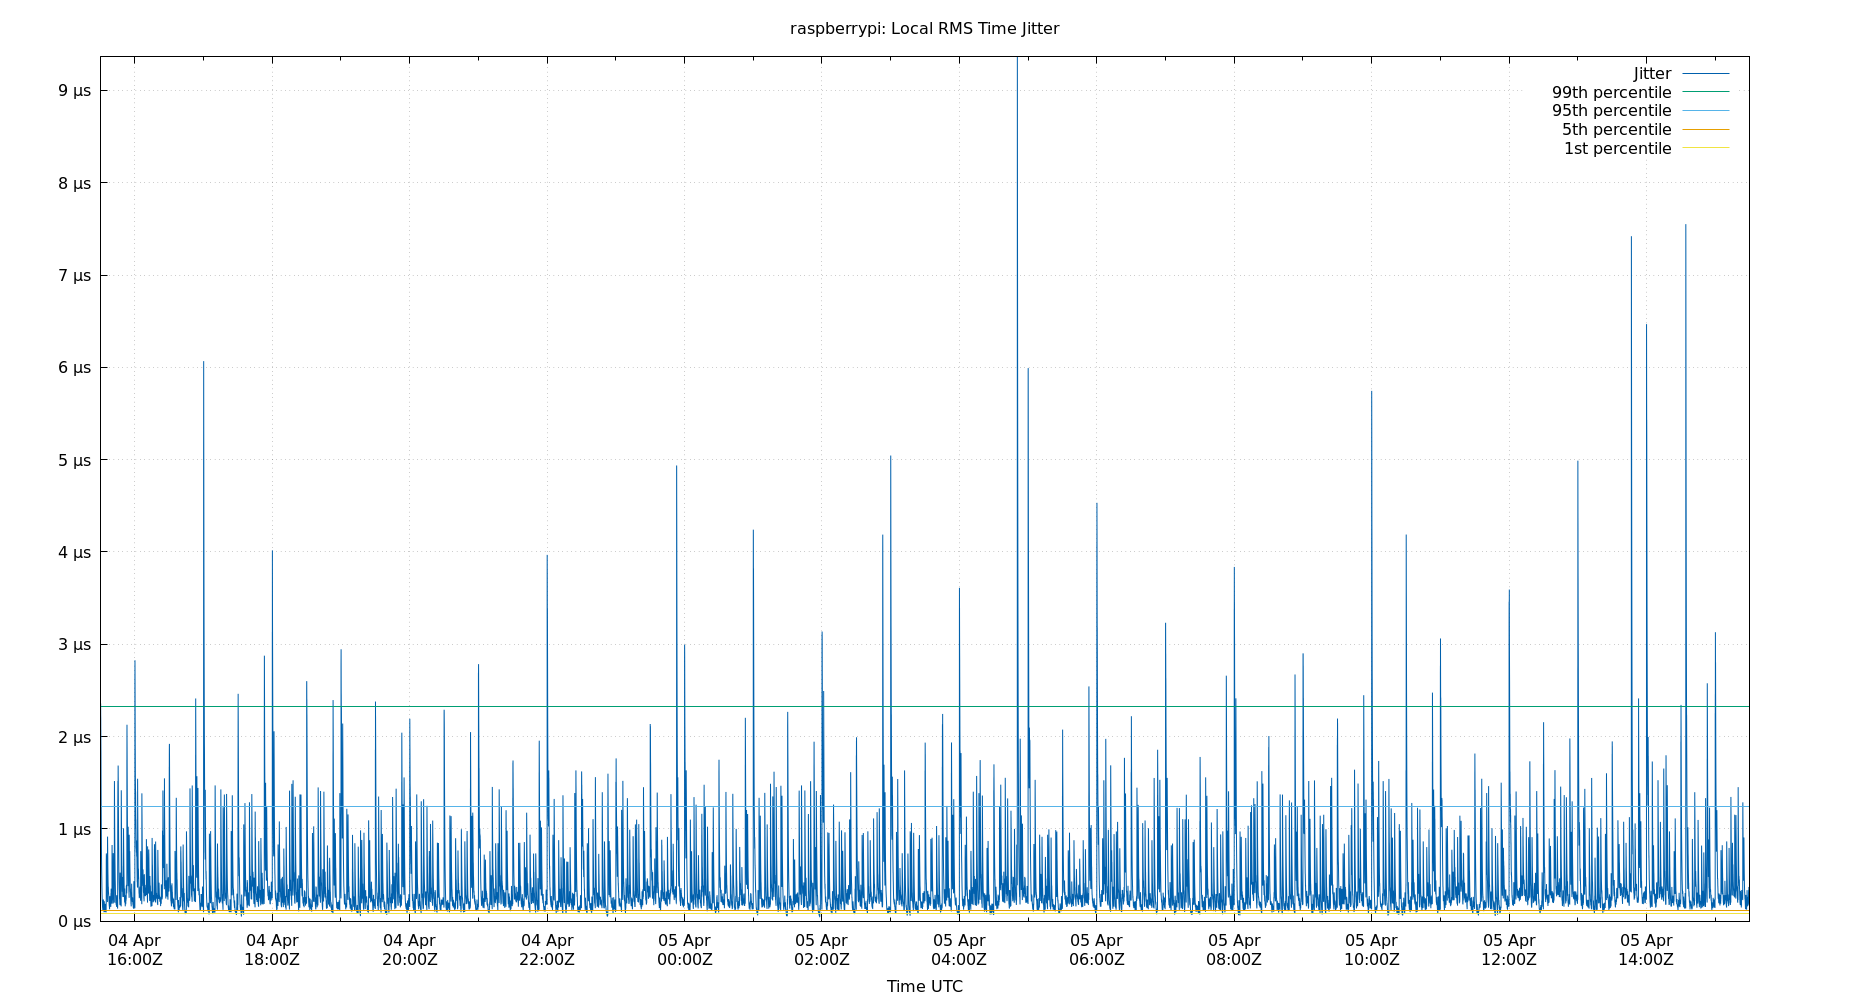 raspberrypi: Local RMS Time Jitter
Jitter
99th percentile
95th percentile
5th percentile
1st percentile
9 μs
8 μs
7 μs
6 μs
5 μs
4 μs
3 μs
2 μs
1 μs
0 μs
04 Apr 04 Apr 04 Apr 04 Apr 05 Apr 05 Apr 05 Apr 05 Apr 05 Apr 05 Apr 05 Apr 05 Apr
16:00Z 18:00Z 20:00Z 22:00Z 00:00Z 02:00Z 04:00Z 06:00Z 08:00Z 10:00Z 12:00Z 14:00Z
Time UTC